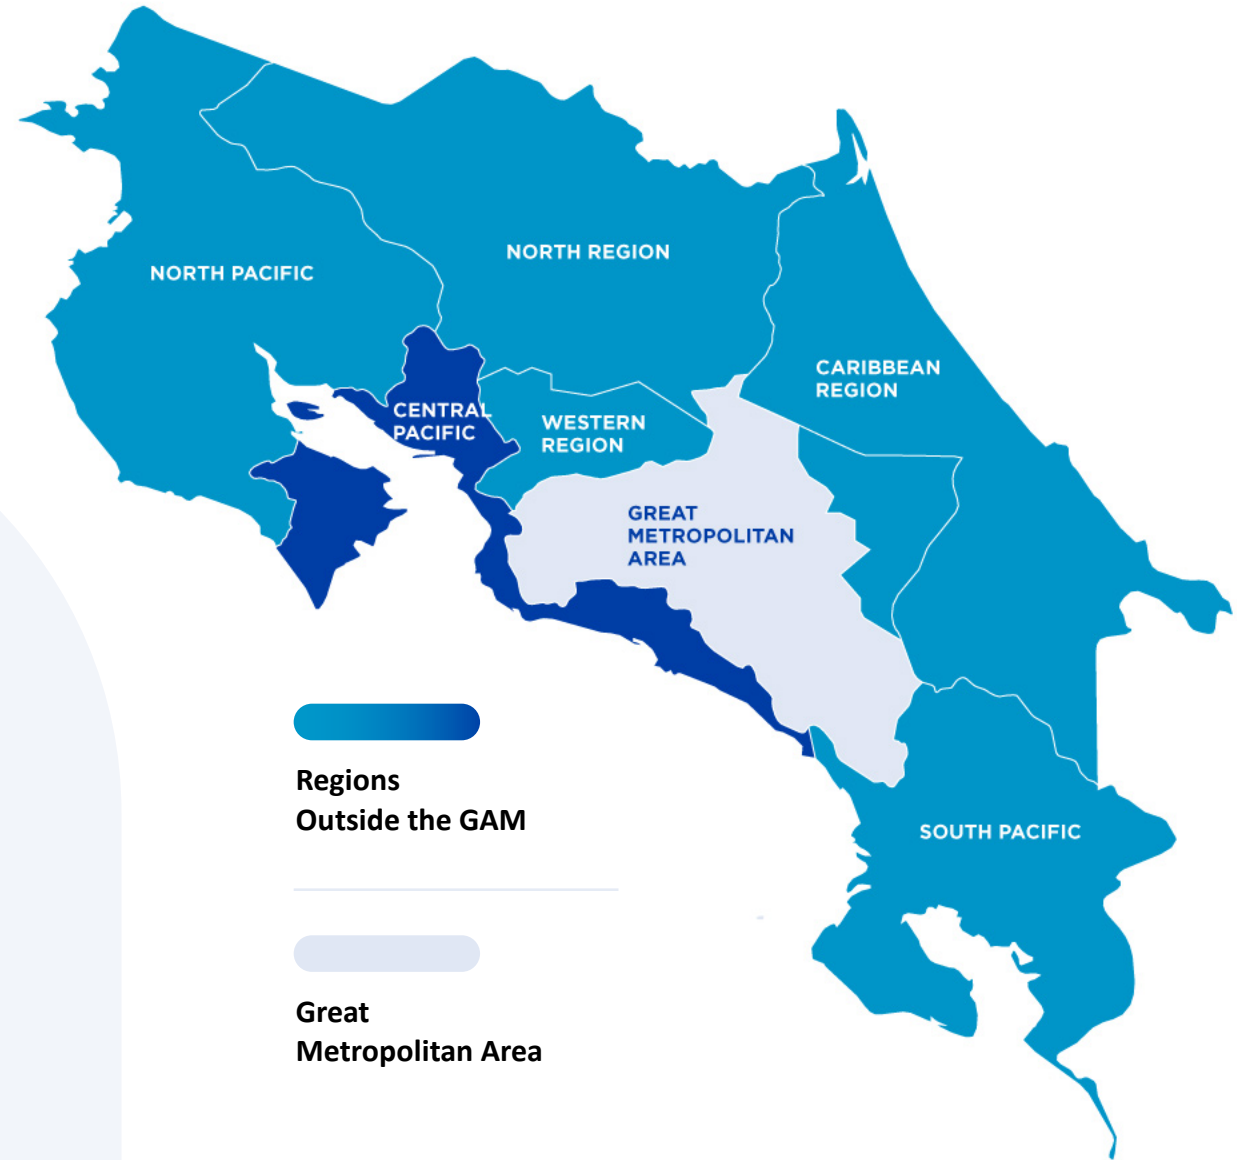 NORTH REGION
NORTH PACIFIC
CARIBBEAN
REGION
CENTRAL
PACIFIC
WESTERN
REGION
GREAT
METROPOLITAN
AREA
SOUTH PACIFIC
Regions
Outside the GAM
Great
Metropolitan Area